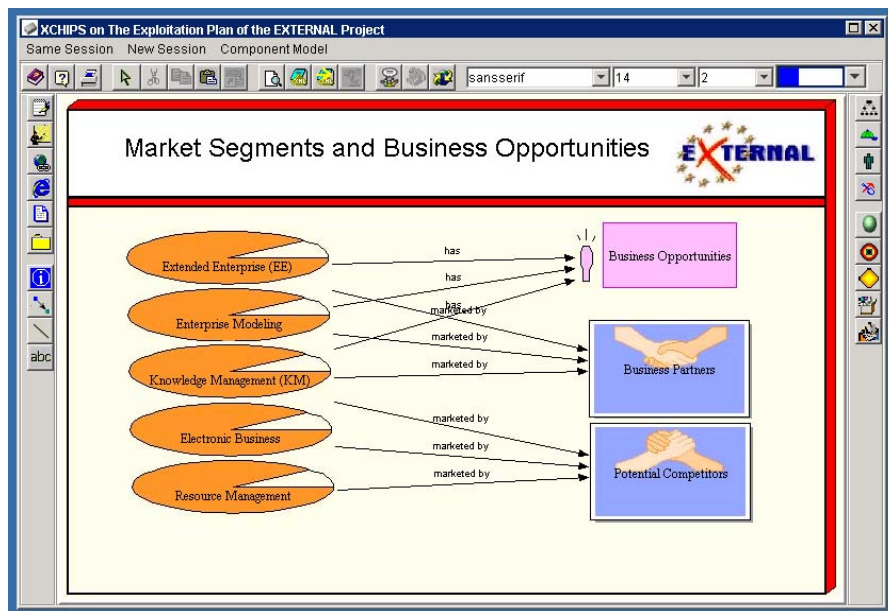 XCHIPS on The Exploitation Plan of the EXTERNAL Project
Same Session New Session Component Model
sansserif 14 2
abc
Market Segments and Business Opportunities
EXTERNAL
Extended Enterprise (EE)
has
Business Opportunities
has
Enterprise Modeling
has
marketed by
marketed by
Knowledge Management (KM)
marketed by
Business Partners
Electronic Business
marketed by
marketed by
Resource Management
marketed by
Potential Competitors